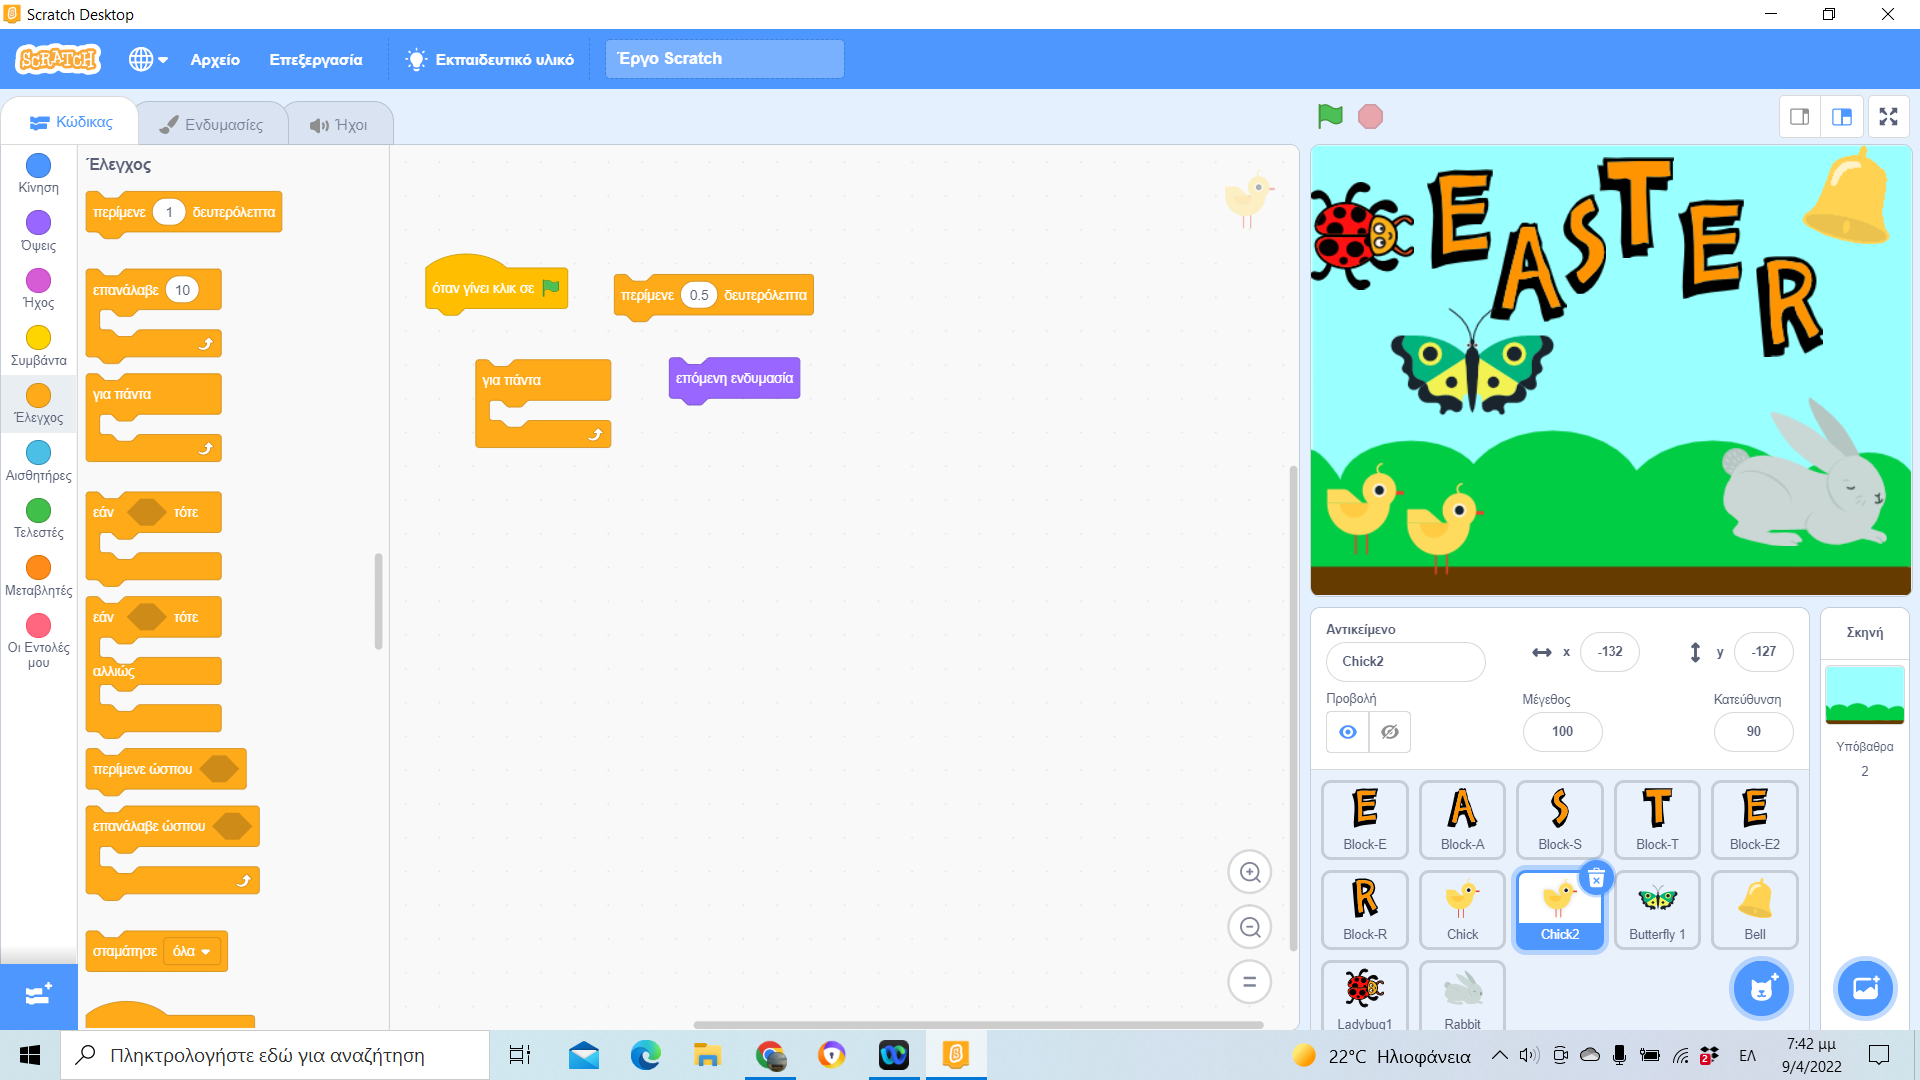 Scratch Desktop
SCRATCH
Αρχείο
Επεξεργασία
Εκπαιδευτικό υλικό
Έργο Scratch
Κώδικας
Ενδυμασίες
Ήχοι
Κίνηση
Όψεις
Ήχος
Συμβάντα
Έλεγχος
Αισθητήρες
Τελεστές
Μεταβλητές
Οι Εντολές
μου
Έλεγχος
περίμενε 1 δευτερόλεπτα
επανάλαβε 10
για πάντα
εάν τότε
εάν τότε
αλλιώς
περίμενε ώσπου
επανάλαβε ώσπου
σταμάτησε όλα
όταν γίνει κλικ σε
περίμενε 0.5 δευτερόλεπτα
για πάντα
επόμενη ενδυμασία
EASTER
Αντικείμενο
Chick2
x -132
y -127
Προβολή
Μέγεθος
100
Κατεύθυνση
90
Σκηνή
Υπόβαθρα
2
E
Block-E
A
Block-A
S
Block-S
T
Block-T
E
Block-E2
R
Block-R
Chick
Chick2
Butterfly 1
Bell
Ladybug1
Rabbit
Πληκτρολογήστε εδώ για αναζήτηση
22°C Ηλιοφάνεια
2
ΕΛ
7:42 μμ
9/4/2022